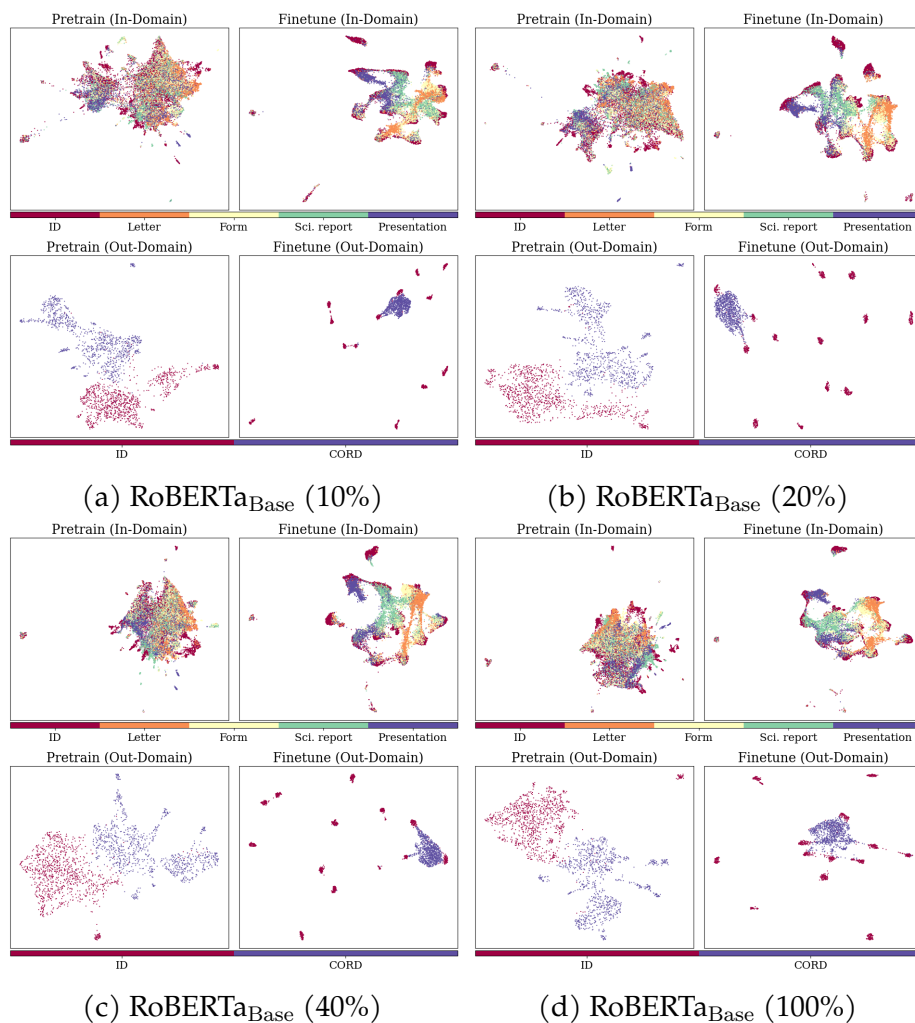 Pretrain (In-Domain) Finetune (In-Domain) Pretrain (In-Domain) Finetune (In-Domain)
ID Letter Form Sci. report Presentation ID Letter Form Sci. report Presentation
Pretrain (Out-Domain) Finetune (Out-Domain) Pretrain (Out-Domain) Finetune (Out-Domain)
ID CORD ID CORD
(a) RoBERTa_Base (10%) (b) RoBERTa_Base (20%)
Pretrain (In-Domain) Finetune (In-Domain) Pretrain (In-Domain) Finetune (In-Domain)
ID Letter Form Sci. report Presentation ID Letter Form Sci. report Presentation
Pretrain (Out-Domain) Finetune (Out-Domain) Pretrain (Out-Domain) Finetune (Out-Domain)
ID CORD ID CORD
(c) RoBERTa_Base (40%) (d) RoBERTa_Base (100%)